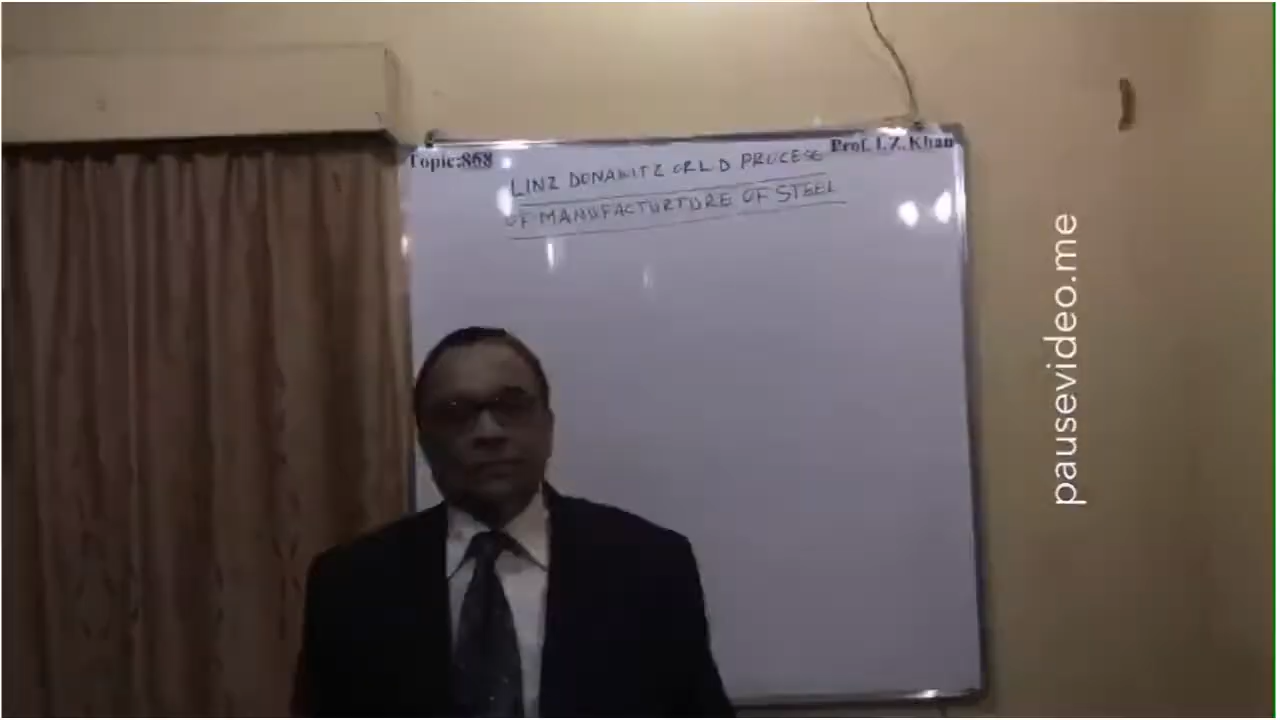 Topic:868
Prof. I.Z.Khan
LINZ DONAWITZ OR L D PROCESS
OF MANUFACTURTURE OF STEEL
pausevideo.me